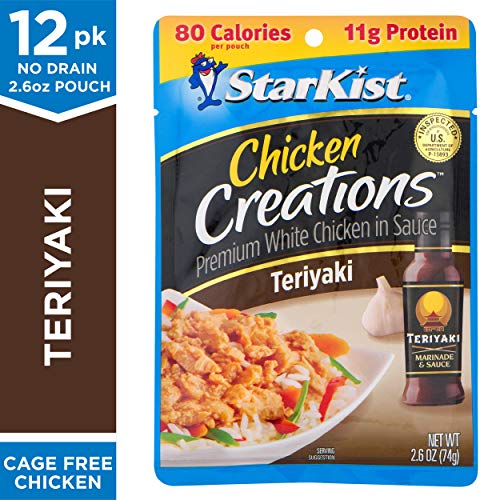 12 pk
NO DRAIN
2.6oz POUCH
TERIYAKI
CAGE FREE
CHICKEN
80 Calories
per pouch
11g Protein
StarKist®
INSPECTED
U.S.
DEPARTMENT OF
AGRICULTURE
P-15093
Chicken
Creations™
Premium White Chicken in Sauce
Teriyaki
TERIYAKI
MARINADE
& SAUCE
SERVING
SUGGESTION
NET WT
2.6 OZ (74g)